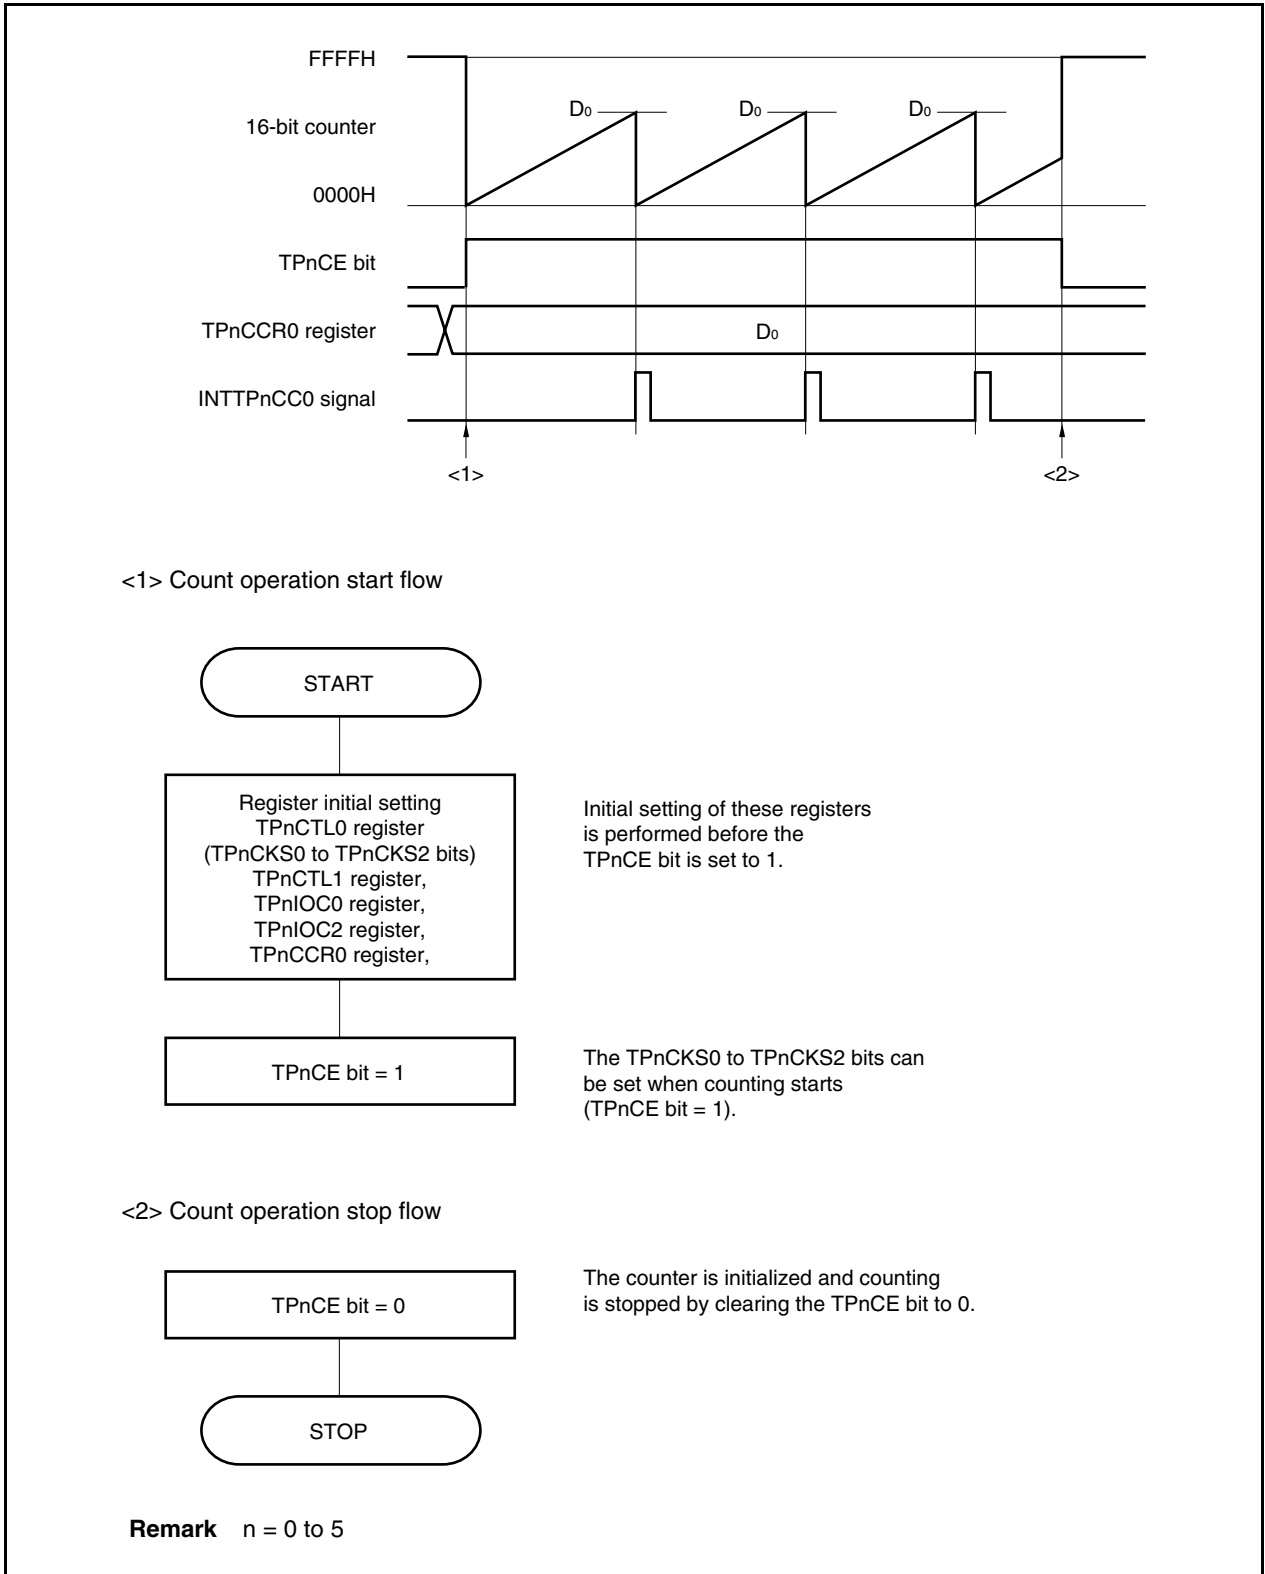 FFFFH
D0 D0 D0
16-bit counter
0000H
TPnCE bit
TPnCCR0 register D0
INTTPnCC0 signal
<1> <2>
<1> Count operation start flow
START
Register initial setting
TPnCTL0 register
(TPnCKS0 to TPnCKS2 bits)
TPnCTL1 register,
TPnIOC0 register,
TPnIOC2 register,
TPnCCR0 register,
Initial setting of these registers
is performed before the
TPnCE bit is set to 1.
TPnCE bit = 1
The TPnCKS0 to TPnCKS2 bits can
be set when counting starts
(TPnCE bit = 1).
<2> Count operation stop flow
TPnCE bit = 0
The counter is initialized and counting
is stopped by clearing the TPnCE bit to 0.
STOP
Remark n = 0 to 5